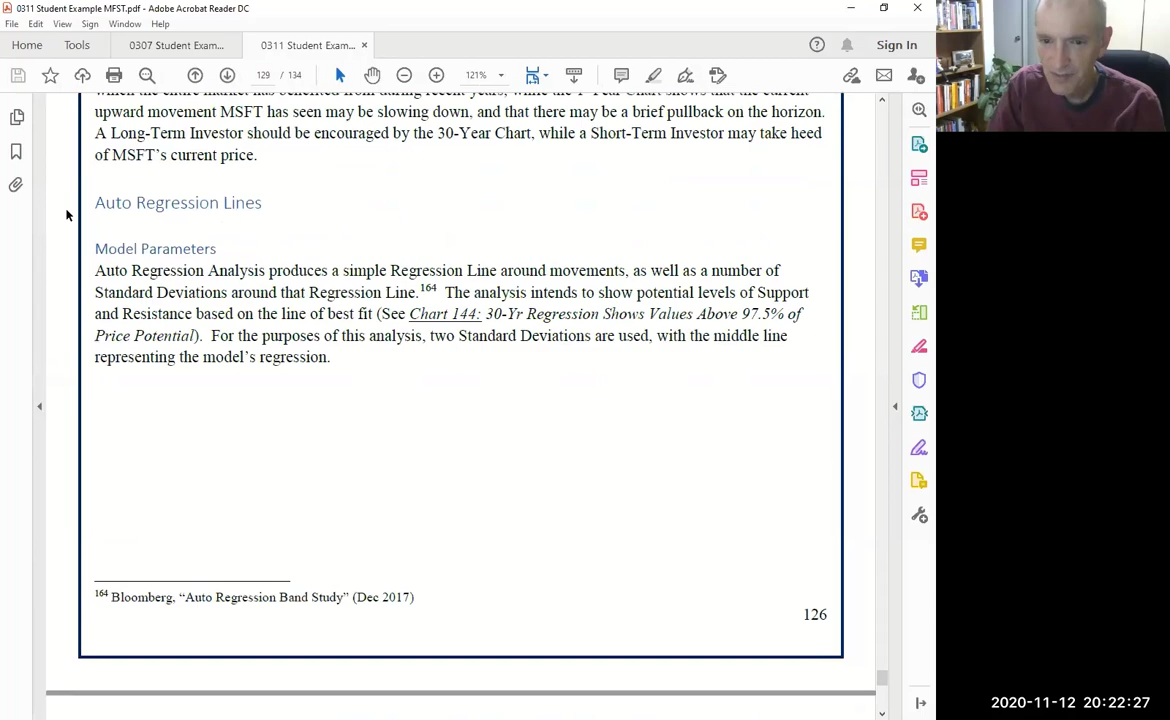 0311 Student Example MFST.pdf - Adobe Acrobat Reader DC
File Edit View Sign Window Help
Home Tools 0307 Student Exam... 0311 Student Exam... × Sign In
129 / 134 121%
upward movement MSFT has seen may be slowing down, and that there may be a brief pullback on the horizon.
A Long-Term Investor should be encouraged by the 30-Year Chart, while a Short-Term Investor may take heed
of MSFT's current price.
Auto Regression Lines
Model Parameters
Auto Regression Analysis produces a simple Regression Line around movements, as well as a number of
Standard Deviations around that Regression Line.164 The analysis intends to show potential levels of Support
and Resistance based on the line of best fit (See Chart 144: 30-Yr Regression Shows Values Above 97.5% of
Price Potential). For the purposes of this analysis, two Standard Deviations are used, with the middle line
representing the model's regression.
164 Bloomberg, "Auto Regression Band Study" (Dec 2017)
126
2020-11-12 20:22:27